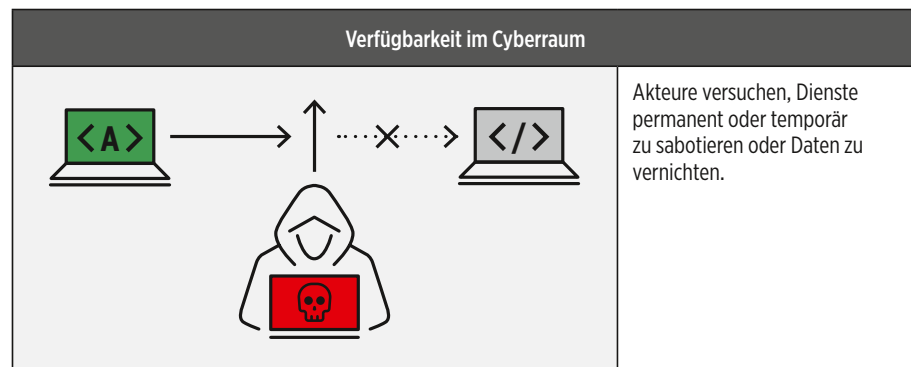 Verfügbarkeit im Cyberraum
<A>
</>
Akteure versuchen, Dienste
permanent oder temporär
zu sabotieren oder Daten zu
vernichten.